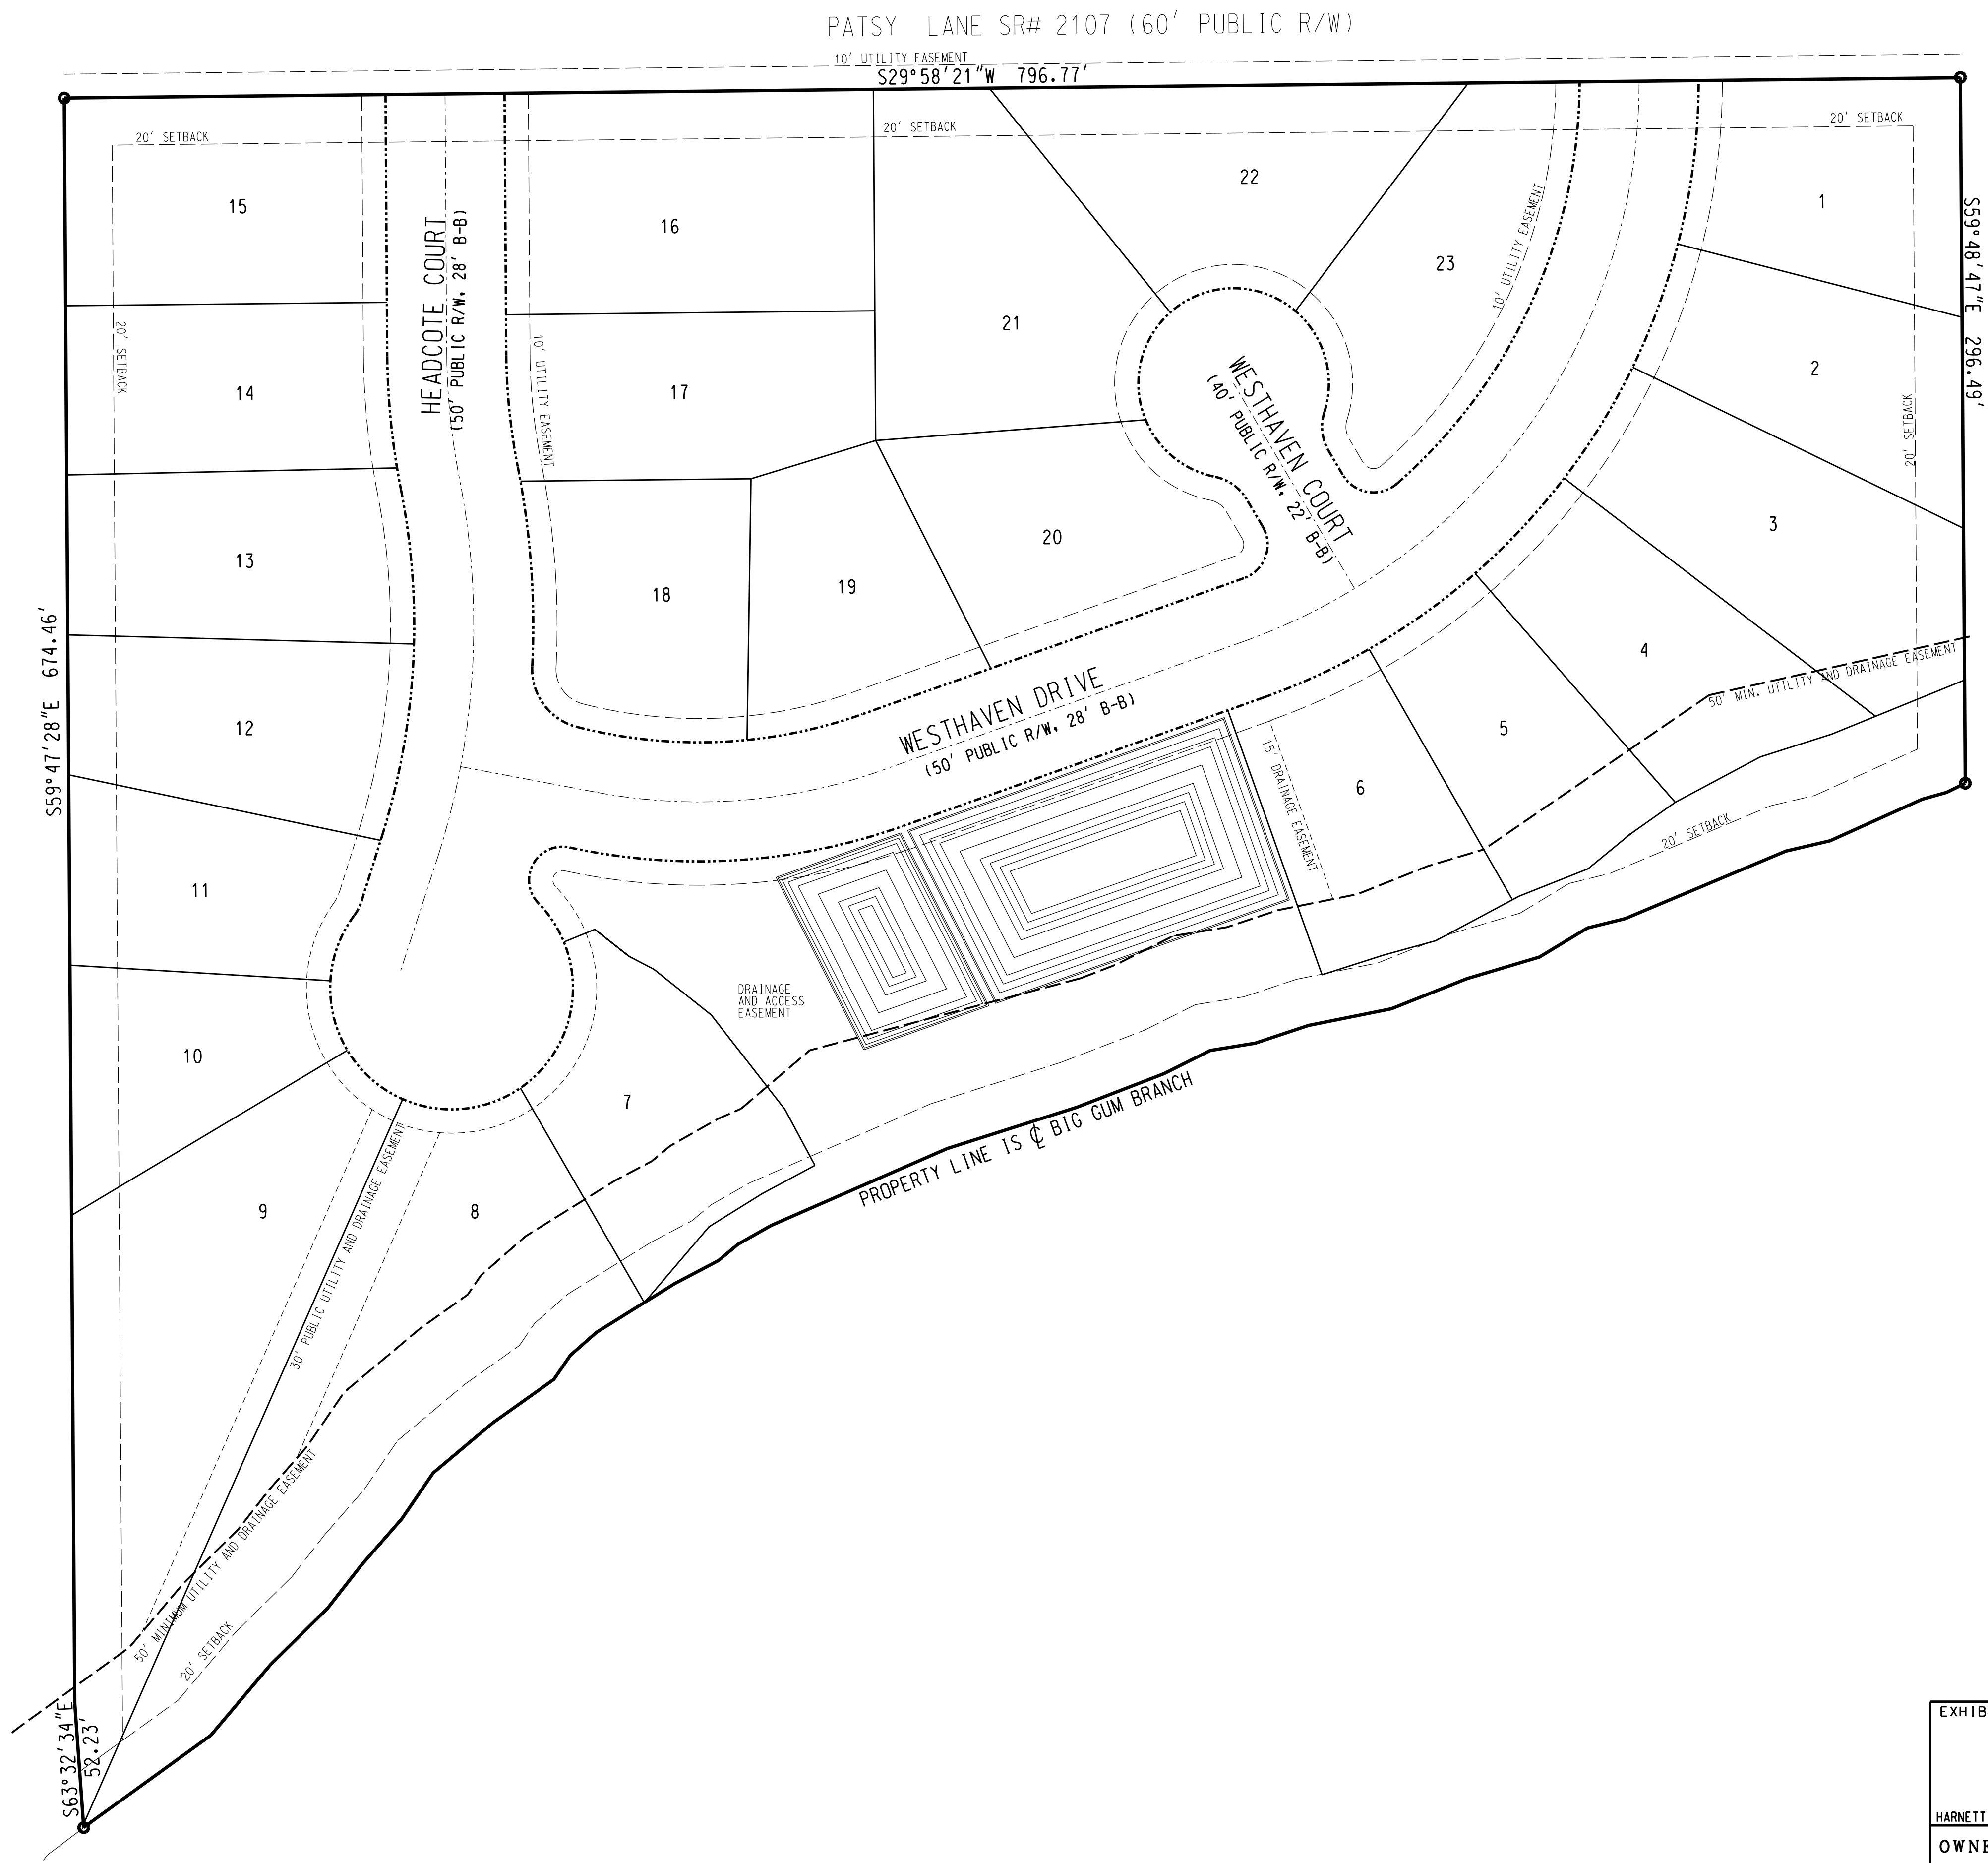 PATSY LANE SR# 2107 (60' PUBLIC R/W)
10' UTILITY EASEMENT
S29°58'21"W 796.77'
20' SETBACK
20' SETBACK
20' SETBACK
15
16
22
1
S59°48'47"E 296.49'
HEADCOTE COURT
(50' PUBLIC R/W, 28' B-B)
10' UTILITY EASEMENT
23
21
20' SETBACK
14
17
10' UTILITY EASEMENT
WESTHAVEN COURT
(40' PUBLIC R/W, 22' B-B)
2
20' SETBACK
13
18
19
20
3
S59°47'28"E 674.46'
12
4
50' MIN. UTILITY AND DRAINAGE EASEMENT
WESTHAVEN DRIVE
(50' PUBLIC R/W, 28' B-B)
5
15' DRAINAGE EASEMENT
6
20' SETBACK
11
DRAINAGE
AND ACCESS
EASEMENT
10
7
PROPERTY LINE IS ℄ BIG GUM BRANCH
9
8
30' PUBLIC UTILITY AND DRAINAGE EASEMENT
50' MINIMUM UTILITY AND DRAINAGE EASEMENT
20' SETBACK
S63°32'34"E
52.23'
EXHIB
HARNETT
OWNE